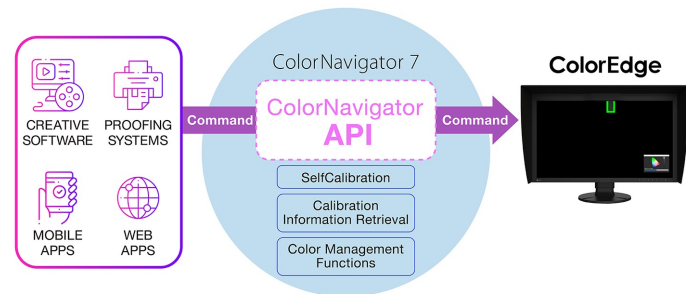 CREATIVE
SOFTWARE
PROOFING
SYSTEMS
MOBILE
APPS
WEB
APPS
Command
ColorNavigator 7
ColorNavigator
API
SelfCalibration
Calibration
Information Retrieval
Color Management
Functions
Command
ColorEdge